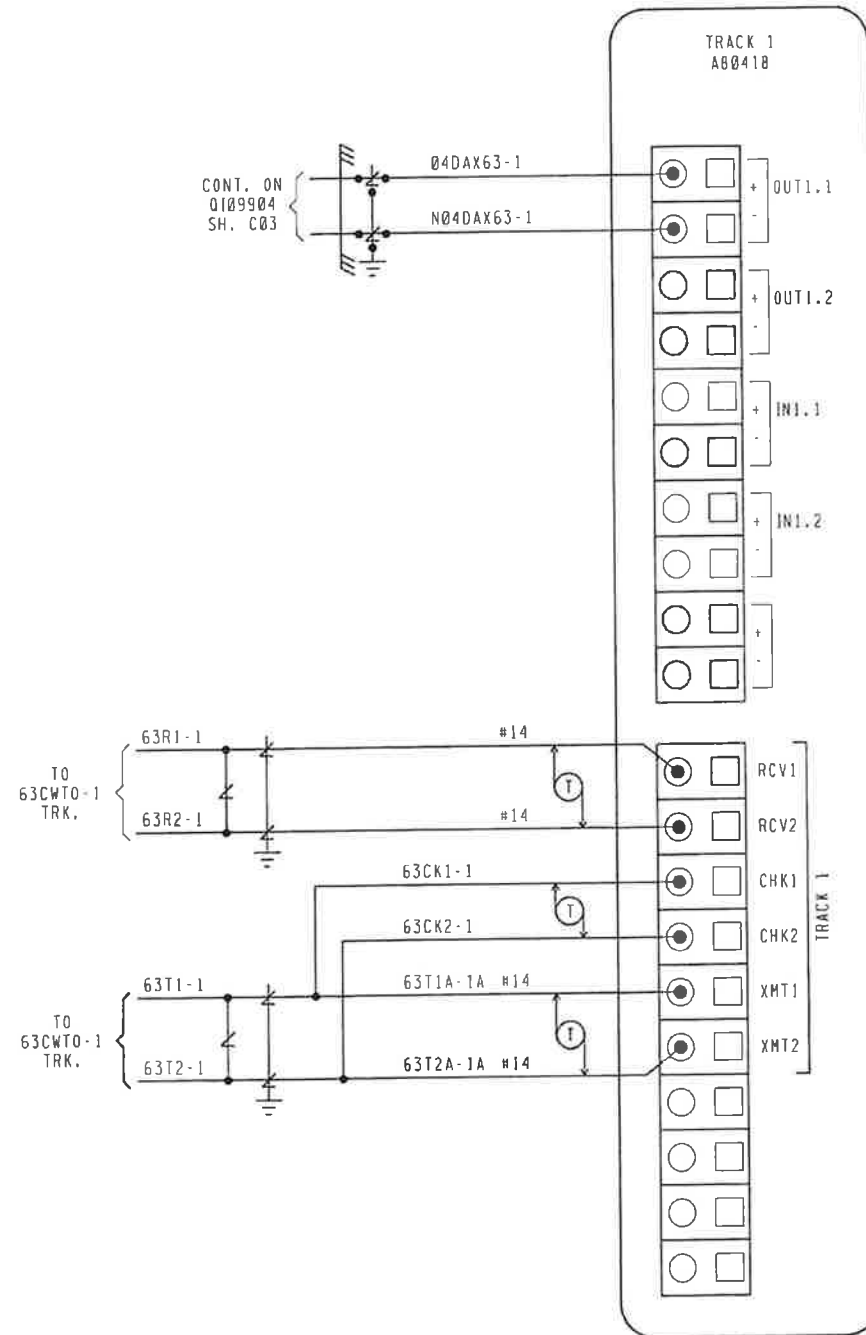 TRACK 1
A80418
04DAX63-1
CONT. ON
QI09904
SH. C03
N04DAX63-1
+ OUT1.1
-
+ OUT1.2
-
+ IN1.1
-
+ IN1.2
-
+
-
63R1-1
#14
RCV1
TO
63CWTO-1
TRK.
T
63R2-1
#14
RCV2
63CK1-1
CHK1
T
63CK2-1
CHK2
TRACK 1
63T1-1
63T1A-1A #14
XMT1
TO
63CWTO-1
TRK.
T
63T2-1
63T2A-1A #14
XMT2